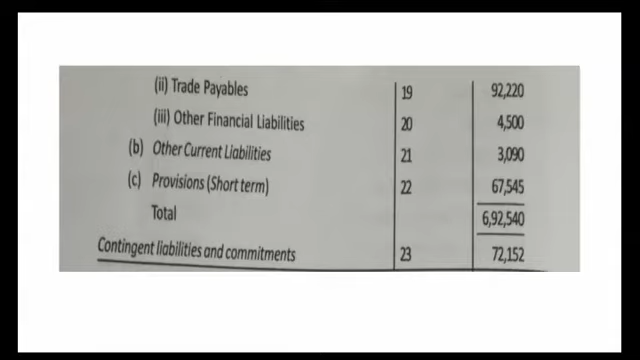 (ii) Trade Payables 19 92,220
(iii) Other Financial Liabilities 20 4,500
(b) Other Current Liabilities 21 3,090
(c) Provisions (Short term) 22 67,545
Total 6,92,540
Contingent liabilities and commitments 23 72,152